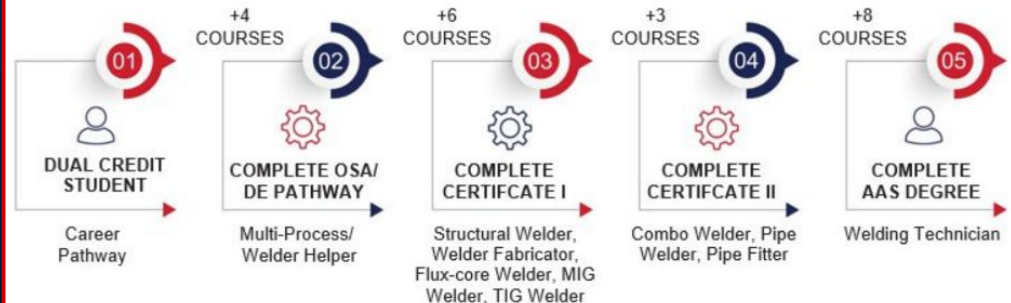 01
DUAL CREDIT
STUDENT
Career
Pathway
+4
COURSES
02
COMPLETE OSA/
DE PATHWAY
Multi-Process/
Welder Helper
+6
COURSES
03
COMPLETE
CERTIFCATE I
Structural Welder,
Welder Fabricator,
Flux-core Welder, MIG
Welder, TIG Welder
+3
COURSES
04
COMPLETE
CERTIFCATE II
Combo Welder, Pipe
Welder, Pipe Fitter
+8
COURSES
05
COMPLETE
AAS DEGREE
Welding Technician